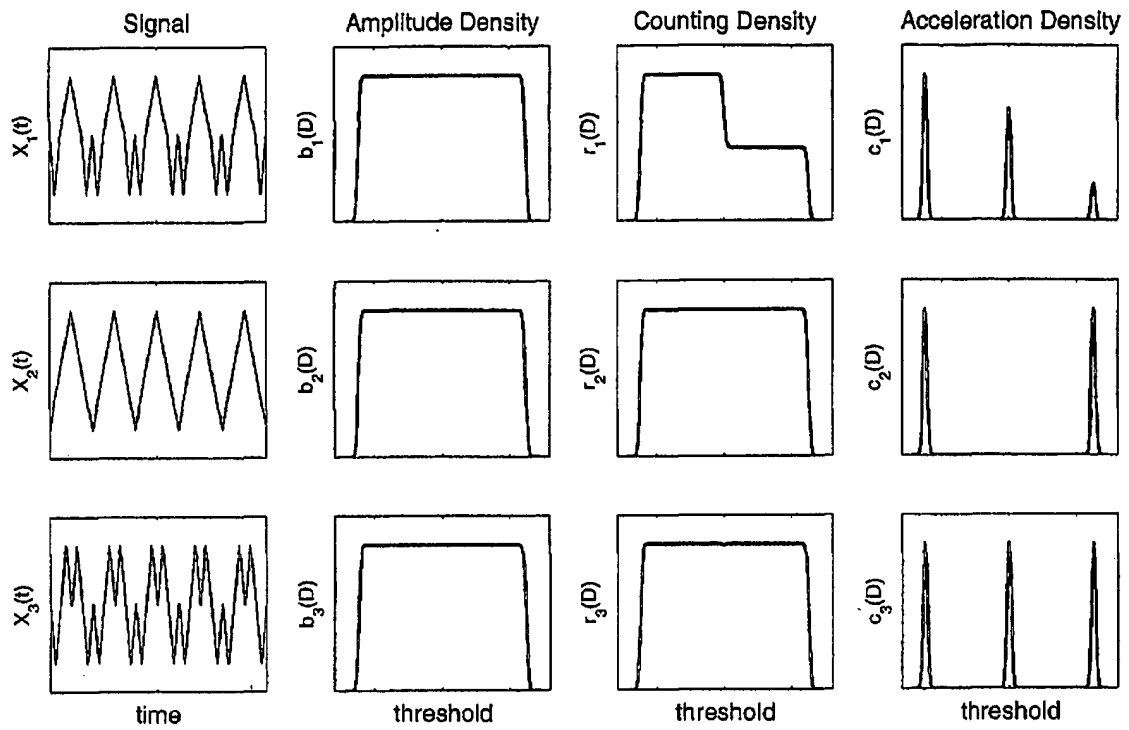 Signal Amplitude Density Counting Density Acceleration Density
X₁(t) b₁(D) r₁(D) c₁(D)
X₂(t) b₂(D) r₂(D) c₂(D)
X₃(t) b₃(D) r₃(D) c₃(D)
time threshold threshold threshold